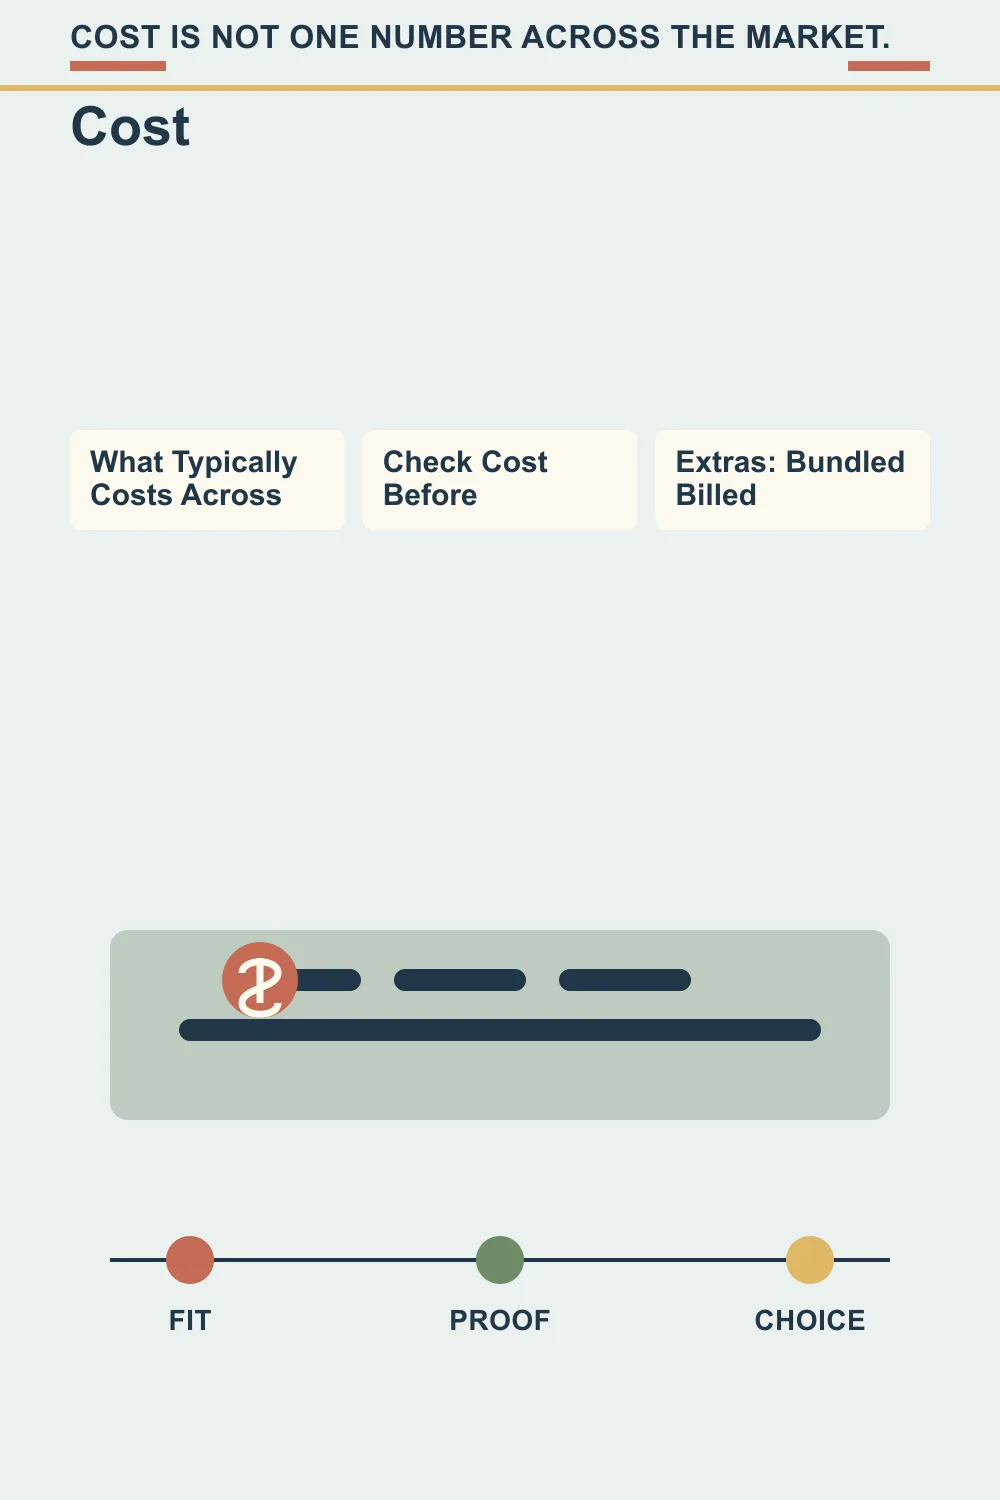 COST IS NOT ONE NUMBER ACROSS THE MARKET.
Cost
What Typically
Costs Across
Check Cost
Before
Extras: Bundled
Billed
FIT
PROOF
CHOICE